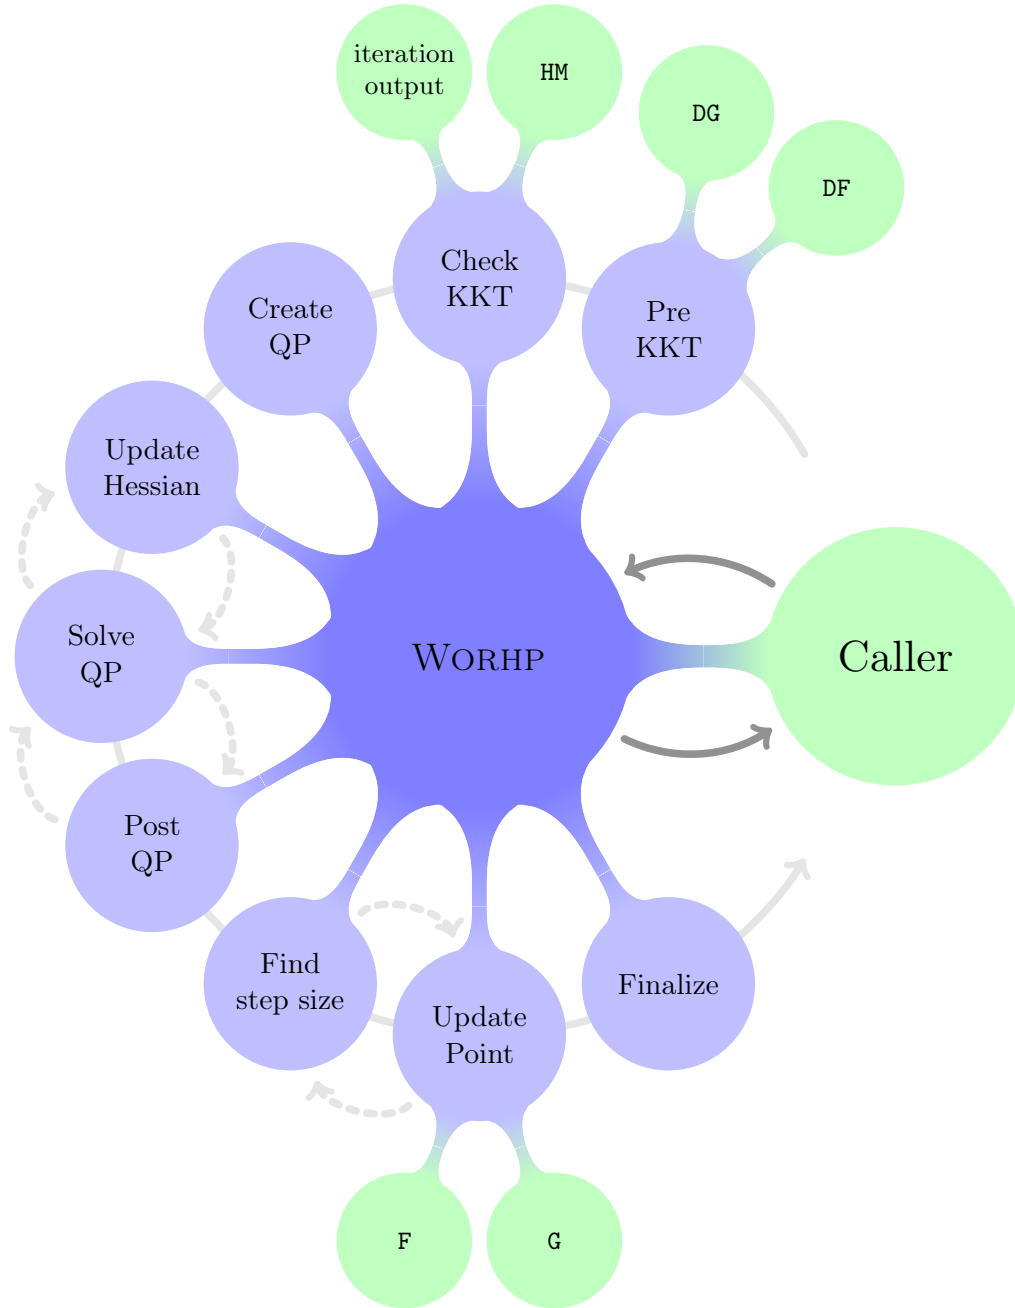 iteration
output
HM
DG
DF
Check
KKT
Create
QP
Pre
KKT
Update
Hessian
Solve
QP
WORHP
Caller
Post
QP
Find
step size
Update
Point
Finalize
F
G